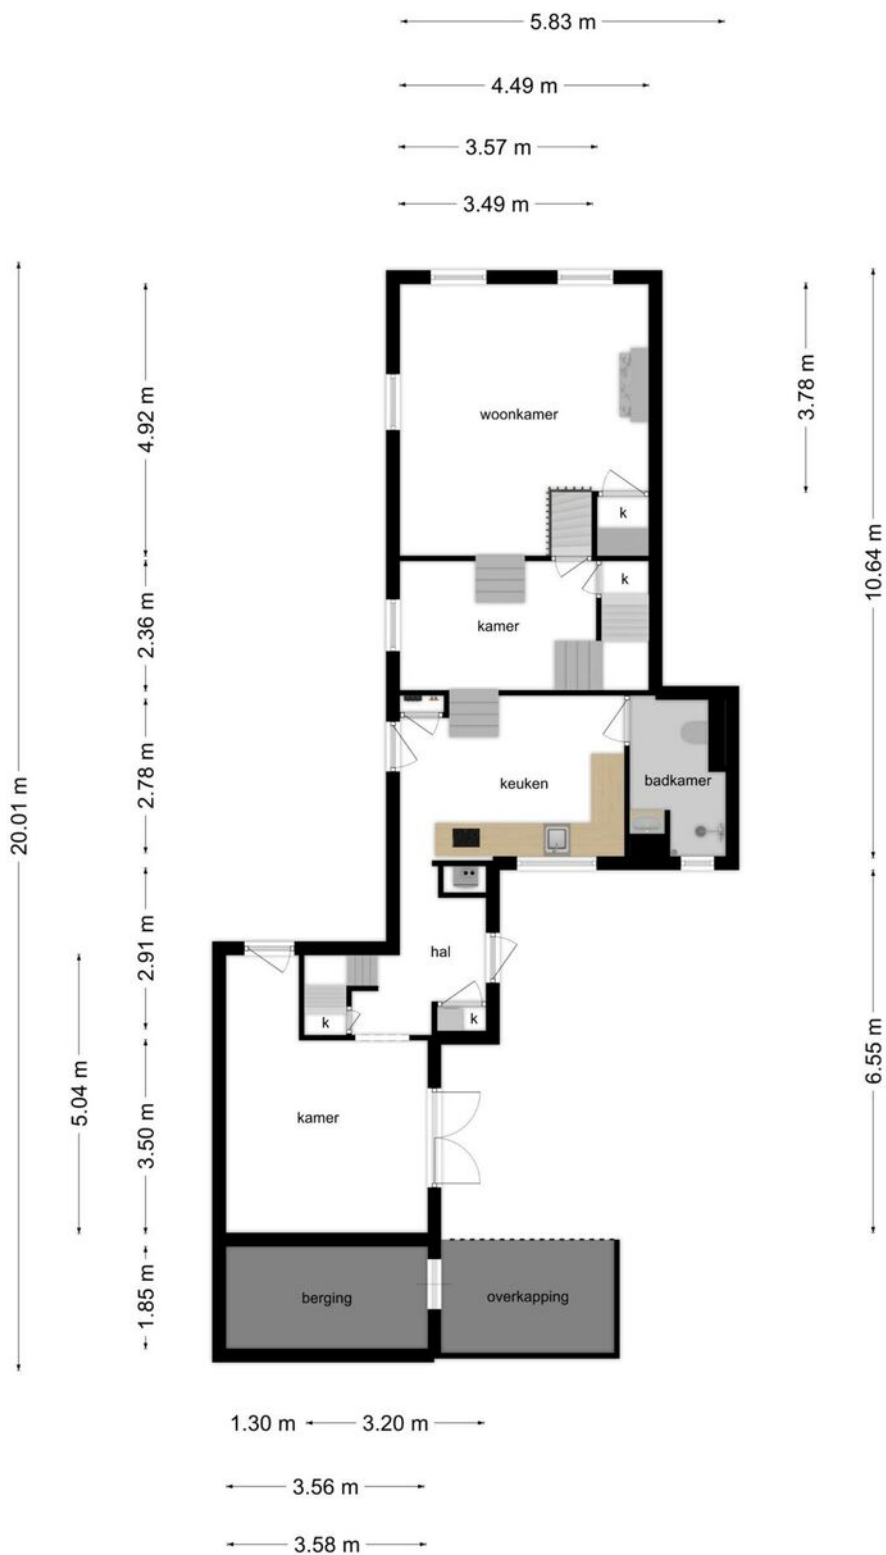 5.83 m
4.49 m
3.57 m
3.49 m
woonkamer
4.92 m
3.78 m
k
k
10.64 m
kamer
2.36 m
keuken
badkamer
2.78 m
20.01 m
hal
2.91 m
k
k
6.55 m
5.04 m
kamer
3.50 m
berging
overkapping
1.85 m
1.30 m
3.20 m
3.56 m
3.58 m